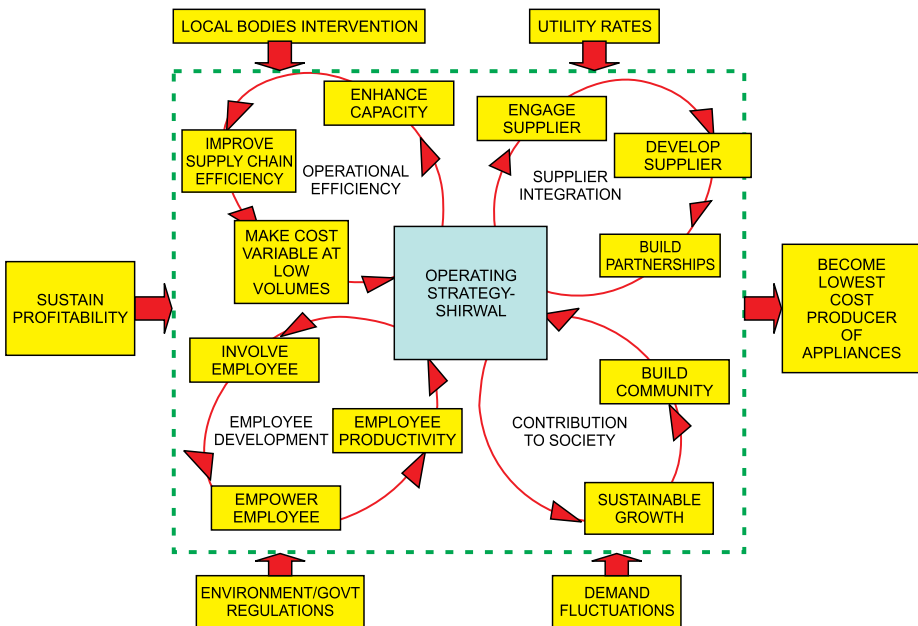 LOCAL BODIES INTERVENTION
UTILITY RATES
ENHANCE
CAPACITY
IMPROVE
SUPPLY CHAIN
EFFICIENCY
OPERATIONAL
EFFICIENCY
MAKE COST
VARIABLE AT
LOW
VOLUMES
ENGAGE
SUPPLIER
DEVELOP
SUPPLIER
SUPPLIER
INTEGRATION
BUILD
PARTNERSHIPS
SUSTAIN
PROFITABILITY
OPERATING
STRATEGY-
SHIRWAL
BECOME
LOWEST
COST
PRODUCER
OF
APPLIANCES
INVOLVE
EMPLOYEE
EMPLOYEE
DEVELOPMENT
EMPLOYEE
PRODUCTIVITY
EMPOWER
EMPLOYEE
BUILD
COMMUNITY
CONTRIBUTION
TO SOCIETY
SUSTAINABLE
GROWTH
ENVIRONMENT/GOVT
REGULATIONS
DEMAND
FLUCTUATIONS